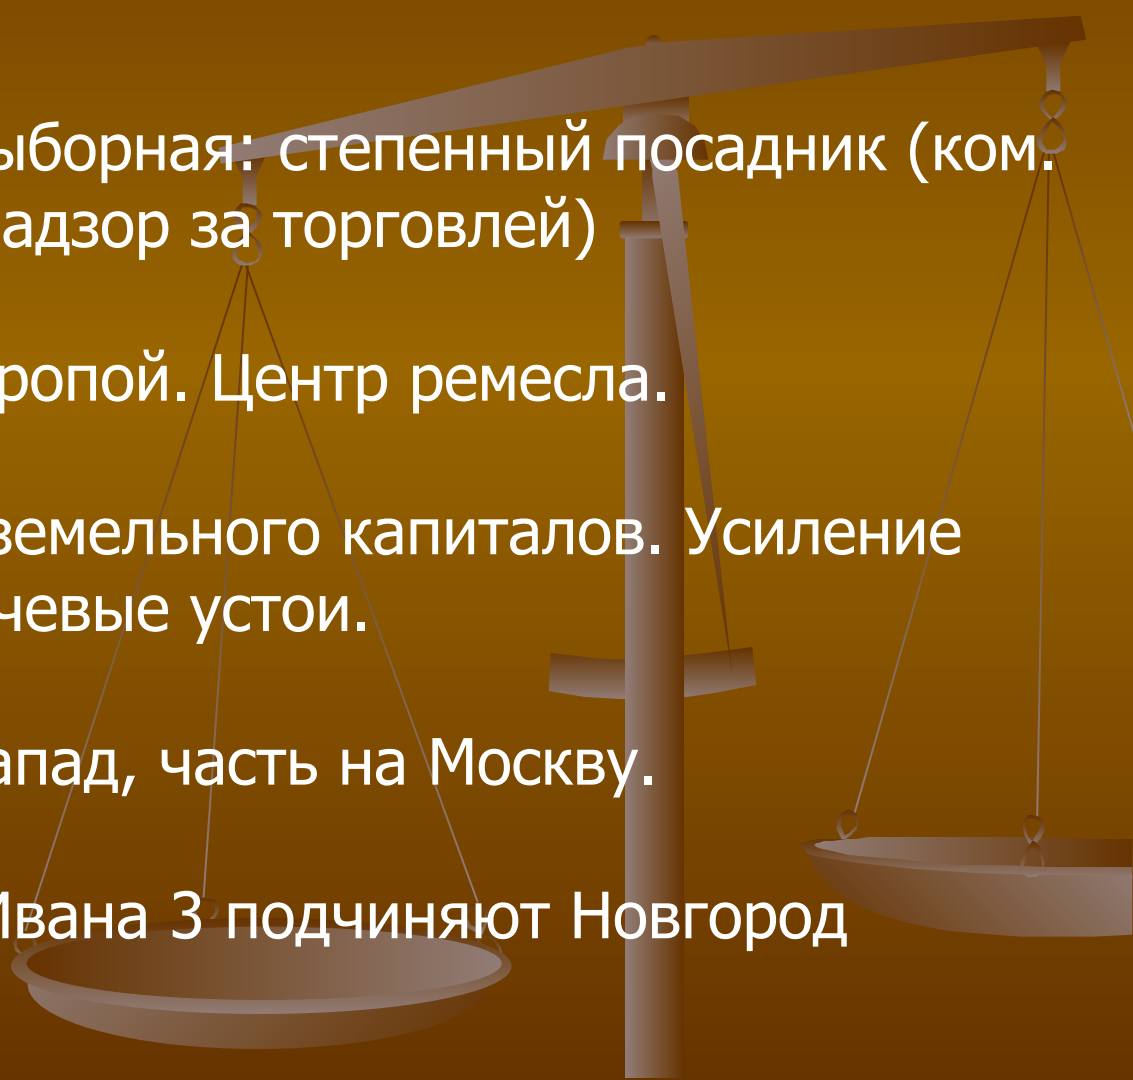 ыборная: степенный посадник (ком.
адзор за торговлей)
ропой. Центр ремесла.
земельного капиталов. Усиление
чевые устои.
апад, часть на Москву.
Ивана 3 подчиняют Новгород